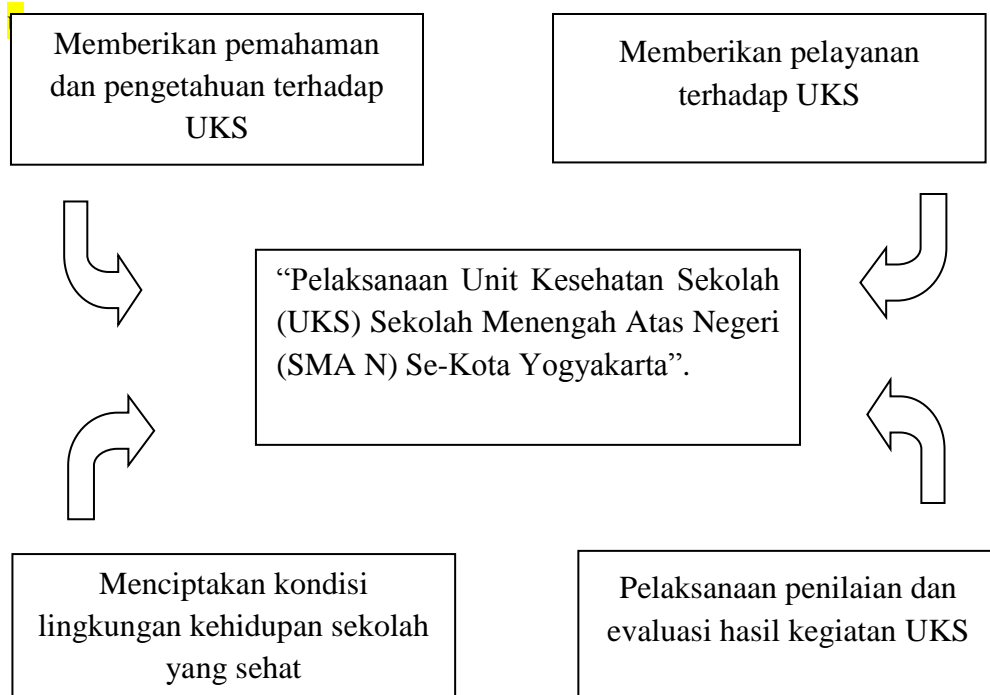 Memberikan pemahaman
dan pengetahuan terhadap
UKS
Memberikan pelayanan
terhadap UKS
“Pelaksanaan Unit Kesehatan Sekolah
(UKS) Sekolah Menengah Atas Negeri
(SMA N) Se-Kota Yogyakarta”.
Menciptakan kondisi
lingkungan kehidupan sekolah
yang sehat
Pelaksanaan penilaian dan
evaluasi hasil kegiatan UKS